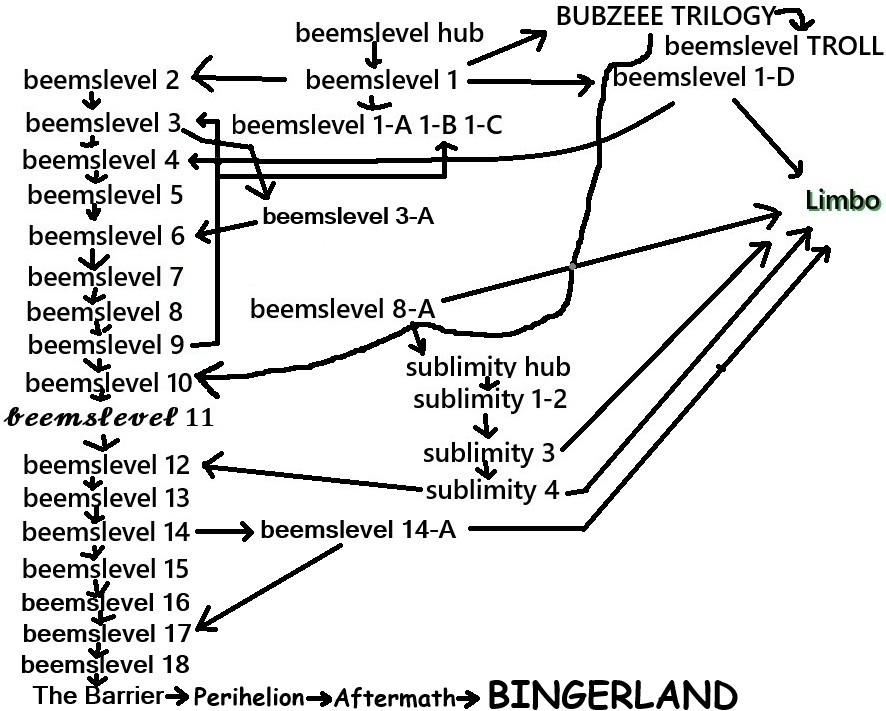 BUBZEEE TRILOGY
beemslevel hub
beemslevel TROLL
beemslevel 2
beemslevel 1
beemslevel 1-D
beemslevel 3
beemslevel 1-A 1-B 1-C
beemslevel 4
beemslevel 5
Limbo
beemslevel 3-A
beemslevel 6
beemslevel 7
beemslevel 8
beemslevel 8-A
beemslevel 9
sublimity hub
beemslevel 10
sublimity 1-2
beemslevel 11
sublimity 3
beemslevel 12
sublimity 4
beemslevel 13
beemslevel 14
beemslevel 14-A
beemslevel 15
beemslevel 16
beemslevel 17
beemslevel 18
The Barrier
Perihelion
Aftermath
BINGERLAND